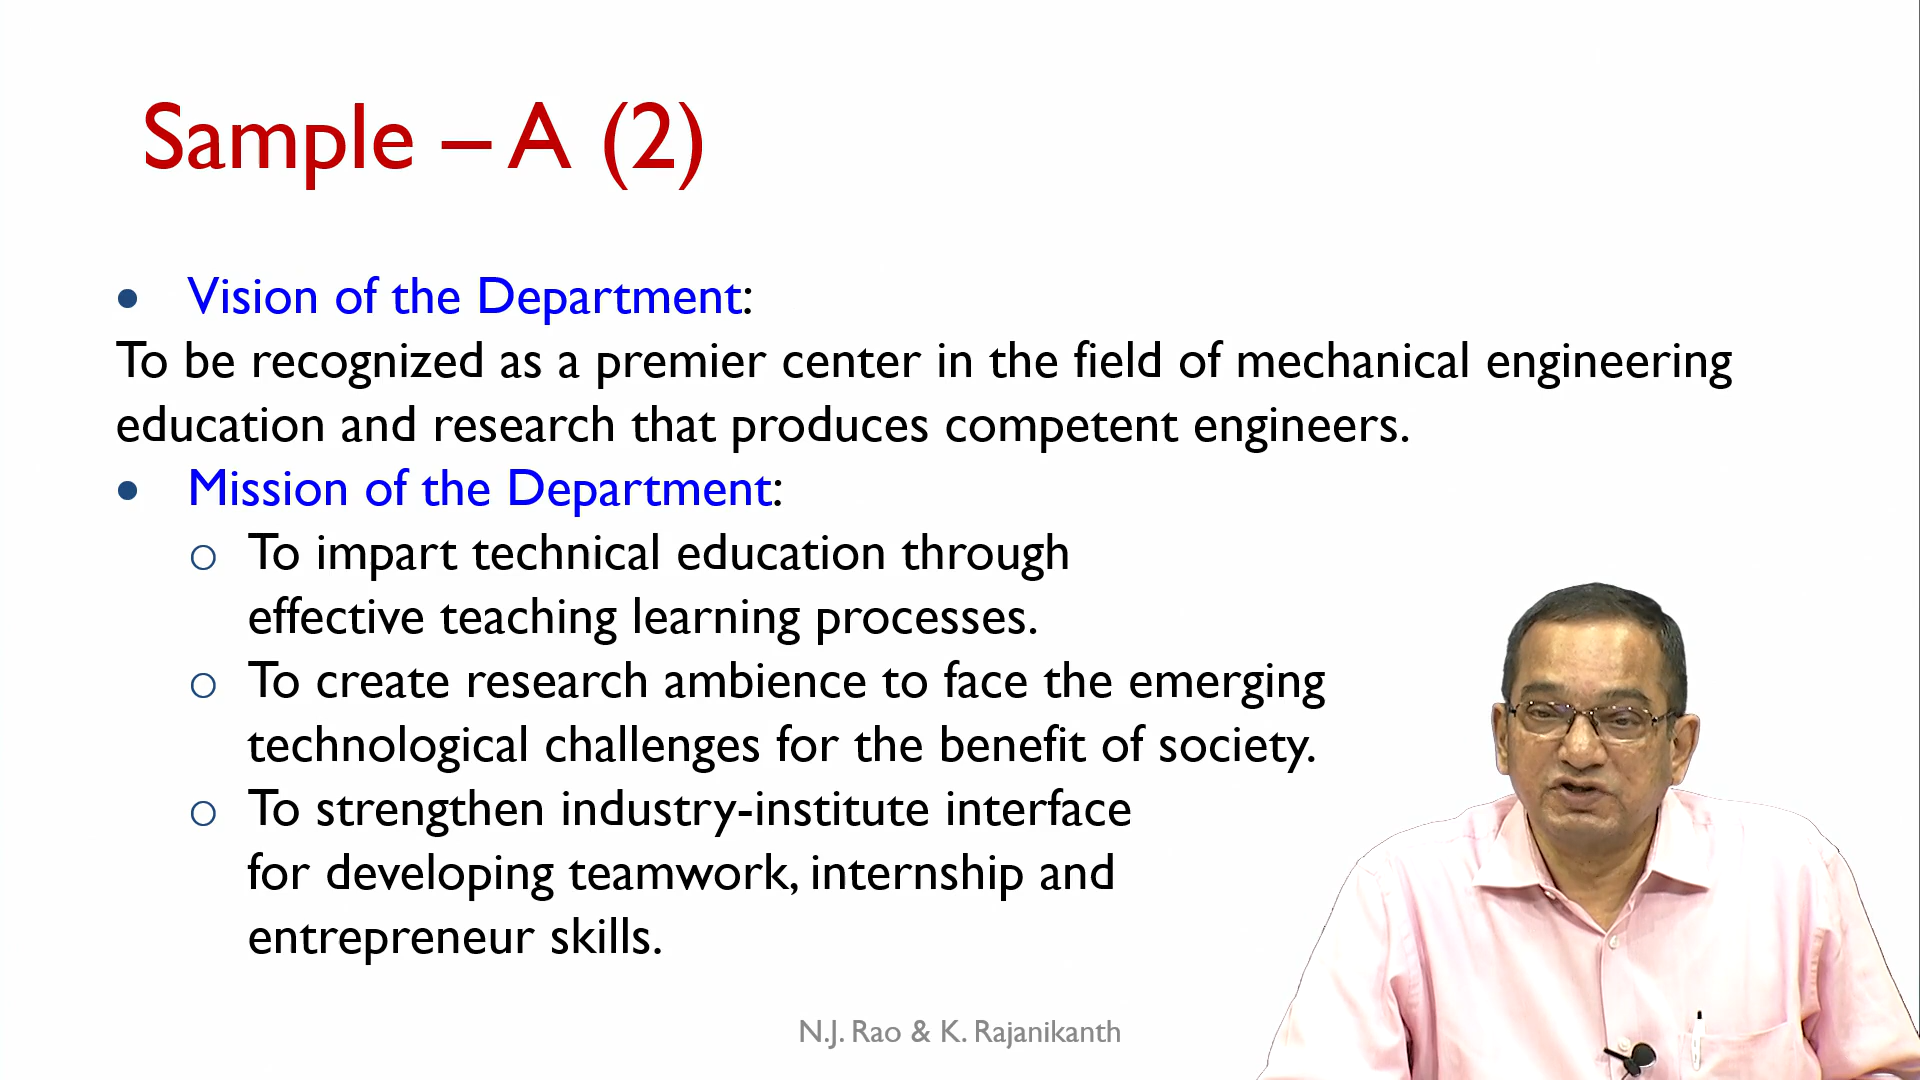 Sample – A (2)
• Vision of the Department:
To be recognized as a premier center in the field of mechanical engineering
education and research that produces competent engineers.
• Mission of the Department:
o To impart technical education through
effective teaching learning processes.
o To create research ambience to face the emerging
technological challenges for the benefit of society.
o To strengthen industry-institute interface
for developing teamwork, internship and
entrepreneur skills.
N.J. Rao & K. Rajanikanth